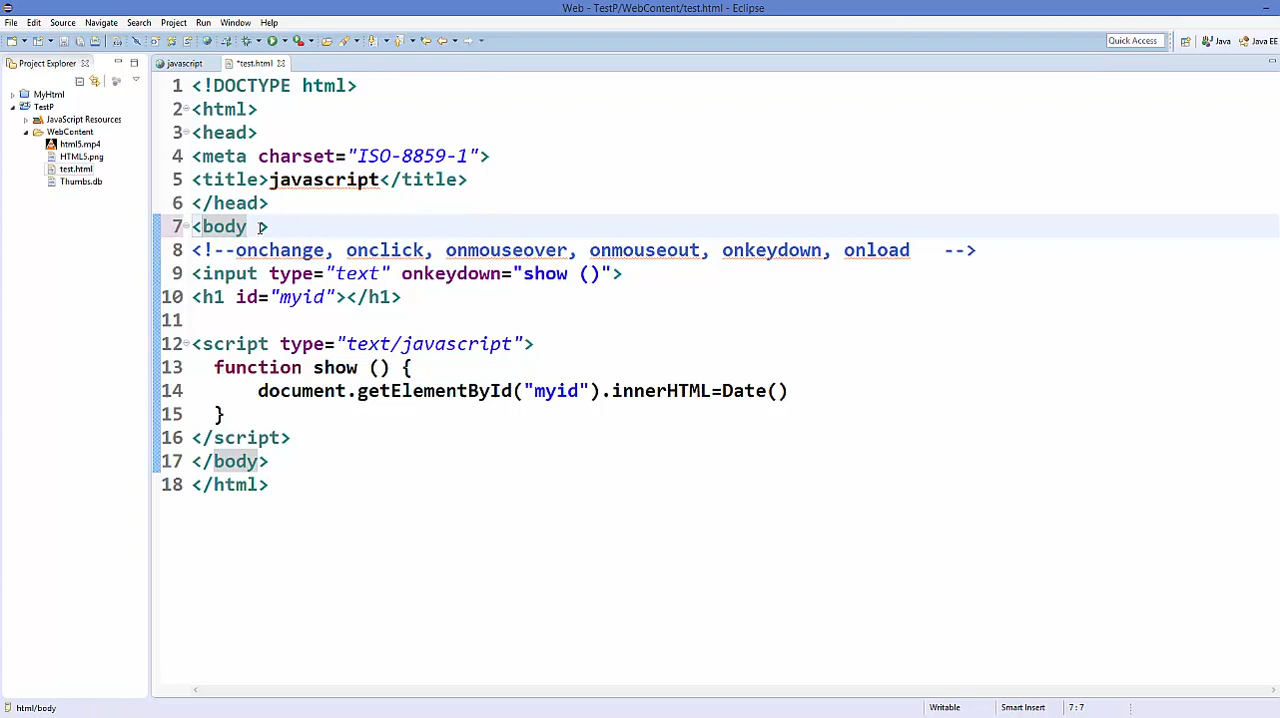 Web - TestP/WebContent/test.html - Eclipse
File Edit Source Navigate Search Project Run Window Help
Quick Access Java Java EE
Project Explorer
javascript *test.html
MyHtml
TestP
JavaScript Resources
WebContent
html5.mp4
HTML5.png
test.html
Thumbs.db
1 <!DOCTYPE html>
2 <html>
3 <head>
4 <meta charset="ISO-8859-1">
5 <title>javascript</title>
6 </head>
7 <body >
8 <!--onchange, onclick, onmouseover, onmouseout, onkeydown, onload -->
9 <input type="text" onkeydown="show ()">
10 <h1 id="myid"></h1>
11
12 <script type="text/javascript">
13 function show () {
14 document.getElementById("myid").innerHTML=Date()
15 }
16 </script>
17 </body>
18 </html>
html/body Writable Smart Insert 7:7